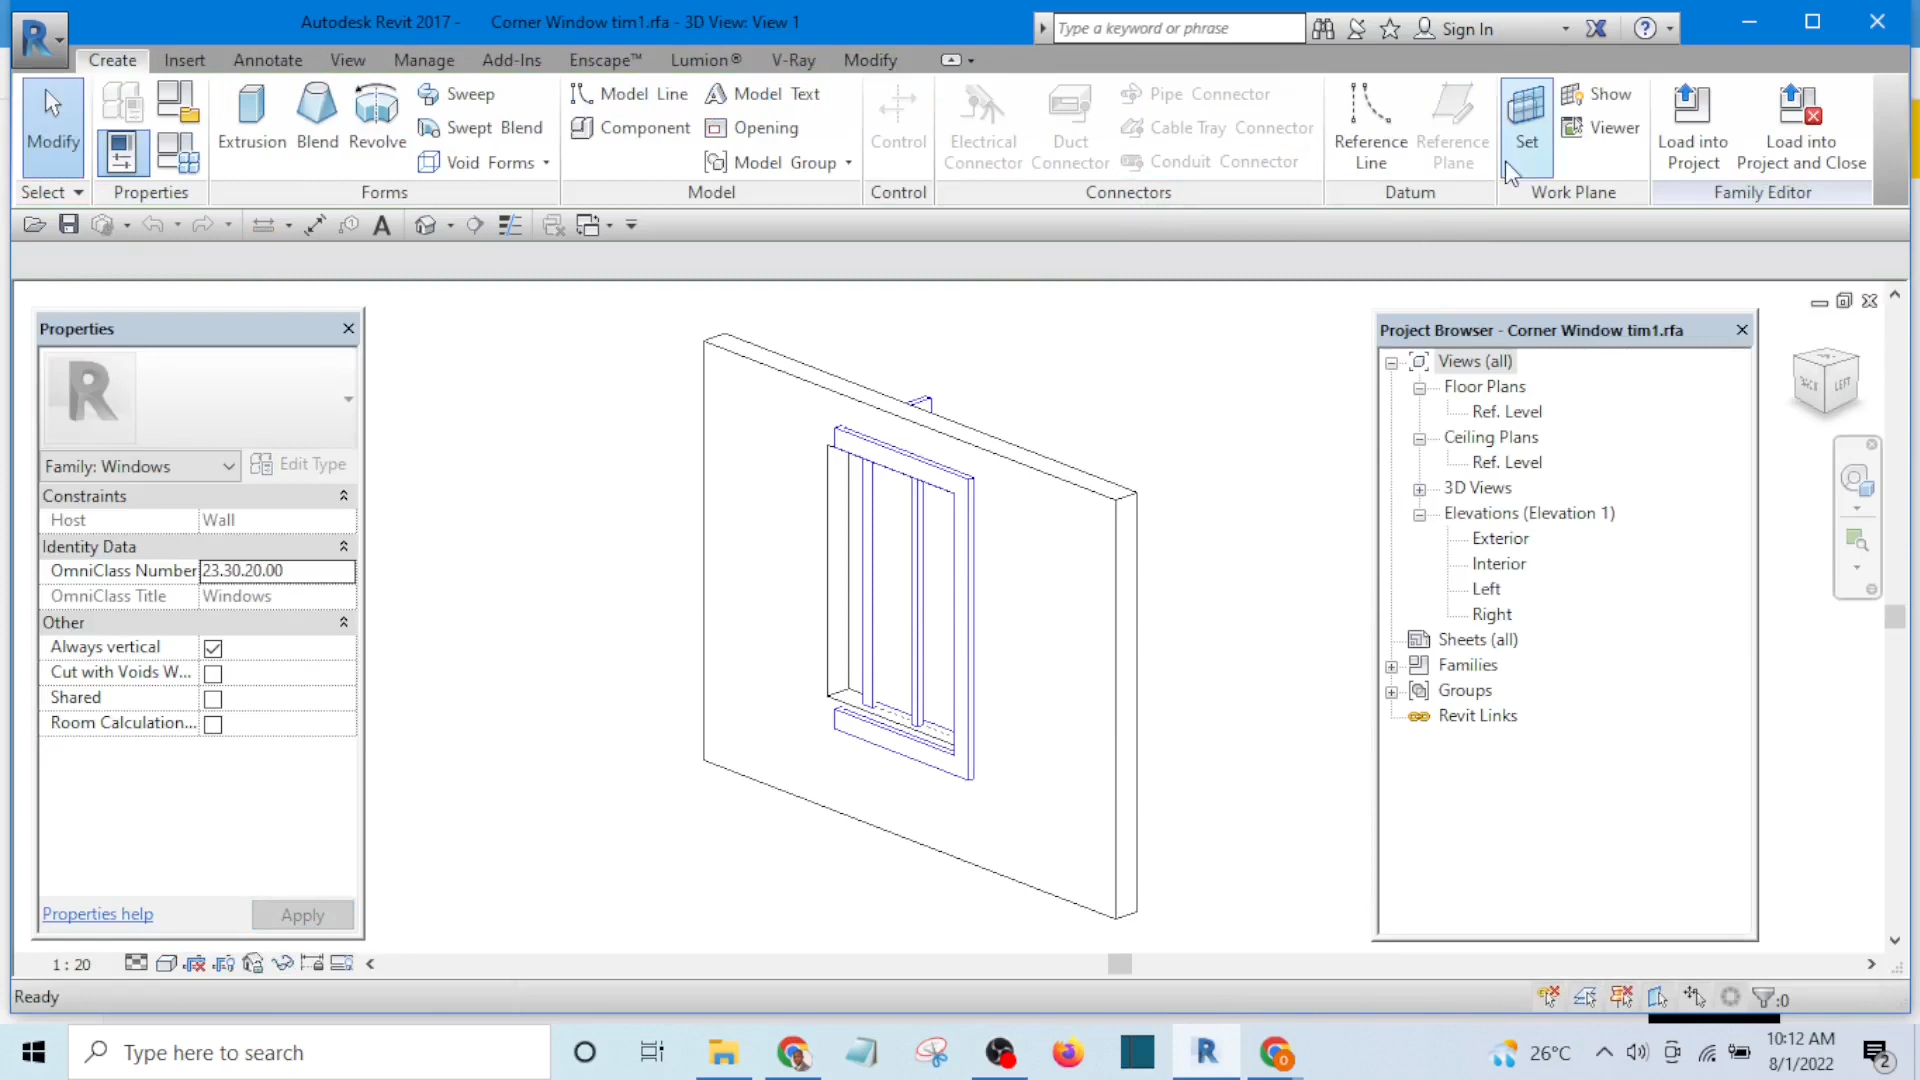 Autodesk Revit 2017 - Corner Window tim1.rfa - 3D View: View 1
Type a keyword or phrase
Sign In
Create Insert Annotate View Manage Add-Ins Enscape™ Lumion® V-Ray Modify
Modify
Extrusion Blend Revolve
Sweep
Swept Blend
Void Forms
Model Line
Component
Model Text
Opening
Model Group
Control
Electrical Connector
Duct Connector
Pipe Connector
Cable Tray Connector
Conduit Connector
Reference Line
Reference Plane
Set
Show
Viewer
Load into Project
Load into Project and Close
Select Properties Forms Model Control Connectors Datum Work Plane Family Editor
Properties
Family: Windows
Edit Type
Constraints
Host Wall
Identity Data
OmniClass Number 23.30.20.00
OmniClass Title Windows
Other
Always vertical
Cut with Voids W...
Shared
Room Calculation...
Properties help
Apply
Project Browser - Corner Window tim1.rfa
Views (all)
Floor Plans
Ref. Level
Ceiling Plans
Ref. Level
3D Views
Elevations (Elevation 1)
Exterior
Interior
Left
Right
Sheets (all)
Families
Groups
Revit Links
BACK LEFT
1 : 20
Ready
:0
Type here to search
26°C
10:12 AM
8/1/2022
2